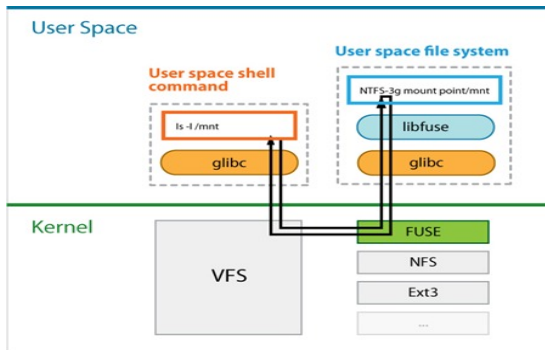 User Space
User space file system
User space shell
command
NTFS-3g mount point/mnt
ls -l /mnt
libfuse
glibc
glibc
Kernel
FUSE
VFS
NFS
Ext3
...